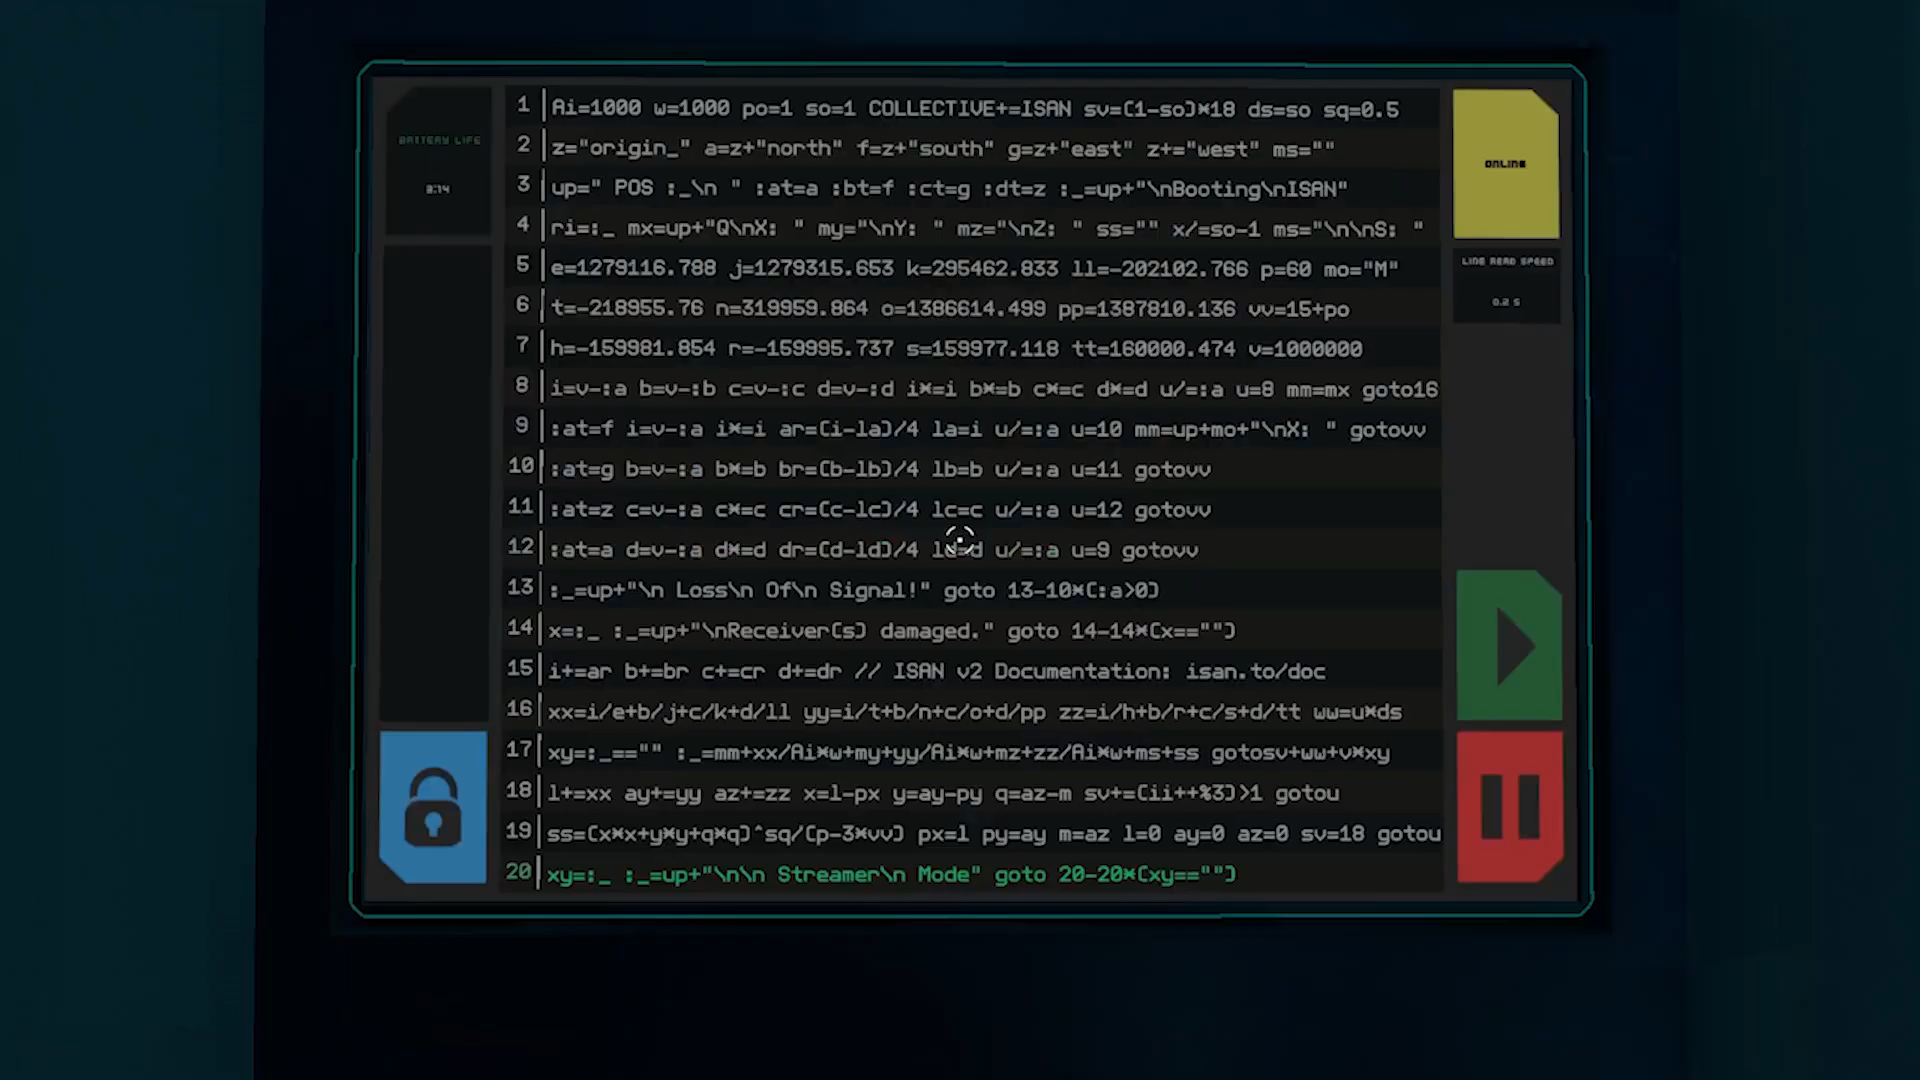 BATTERY LIFE
1 Ai=1000 w=1000 po=1 so=1 COLLECTIVE+=ISAN sv=(1-so)*18 ds=so sq=0.5
2 z="origin_" a=z+"north" f=z+"south" g=z+"east" z+="west" ms=""
3 up=" POS :_\n " :at=a :bt=f :ct=g :dt=z :_=up+"\nBooting\nISAN"
4 ri=:_ mx=up+"Q\nX: " my="\nY: " mz="\nZ: " ss="" x/=so-1 ms="\n\nS: "
5 e=1279116.788 j=1279315.653 k=295462.833 ll=-202102.766 p=60 mo="M"
6 t=-218955.76 n=319959.864 o=1386614.499 pp=1387810.136 vv=15+po
7 h=-159981.854 r=-159995.737 s=159977.118 tt=160000.474 v=1000000
8 i=v-:a b=v-:b c=v-:c d=v-:d i*=i b*=b c*=c d*=d u/=:a u=8 mm=mx goto16
9 :at=f i=v-:a i*=i ar=(i-la)/4 la=i u/=:a u=10 mm=up+mo+"\nX: " gotovv
10 :at=g b=v-:a b*=b br=(b-lb)/4 lb=b u/=:a u=11 gotovv
11 :at=z c=v-:a c*=c cr=(c-lc)/4 lc=c u/=:a u=12 gotovv
12 :at=a d=v-:a d*=d dr=(d-ld)/4 ld=d u/=:a u=9 gotovv
13 :_=up+"\n Loss\n Of\n Signal!" goto 13-10*(:a>0)
14 x=:_ :_=up+"\nReceiver(s) damaged." goto 14-14*(x=="")
15 i+=ar b+=br c+=cr d+=dr // ISAN v2 Documentation: isan.to/doc
16 xx=i/e+b/j+c/k+d/ll yy=i/t+b/n+c/o+d/pp zz=i/h+b/r+c/s+d/tt ww=u*ds
17 xy=:_=="" :_=mm+xx/Ai*w+my+yy/Ai*w+mz+zz/Ai*w+ms+ss gotosv+ww+v*xy
18 l+=xx ay+=yy az+=zz x=l-px y=ay-py q=az-m sv+=(ii++%3)>1 gotou
19 ss=(x*x+y*y+q*q)^sq/(p-3*vv) px=l py=ay m=az l=0 ay=0 az=0 sv=18 gotou
20 xy=:_ :_=up+"\n\n Streamer\n Mode" goto 20-20*(xy=="")
ONLINE
LINE READ SPEED
0.2 S